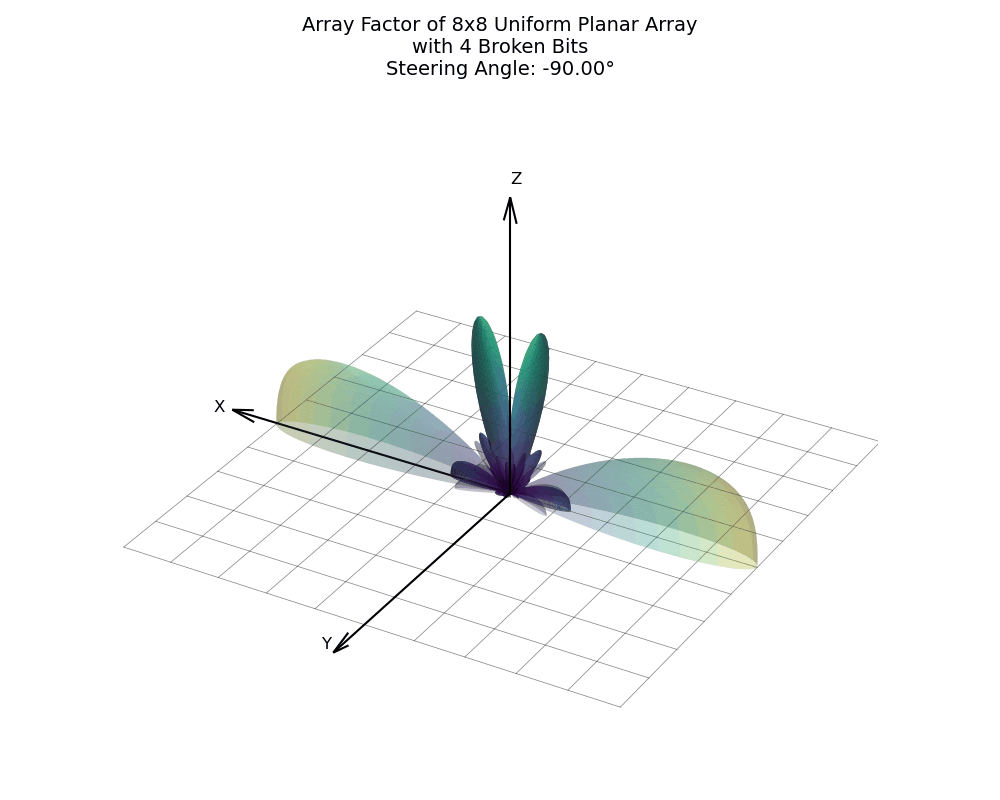 Array Factor of 8x8 Uniform Planar Array
with 4 Broken Bits
Steering Angle: -90.00°
Z
X
Y